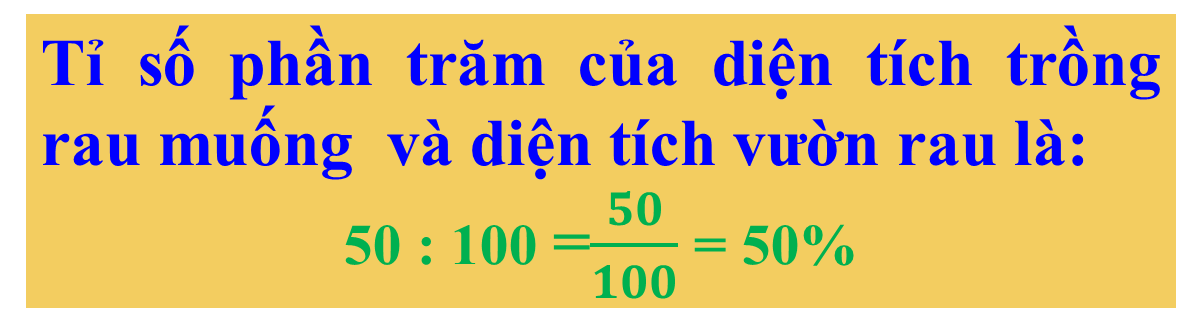 Tỉ số phần trăm của diện tích trồng
rau muống và diện tích vườn rau là:
50 : 100 = 50/100 = 50%